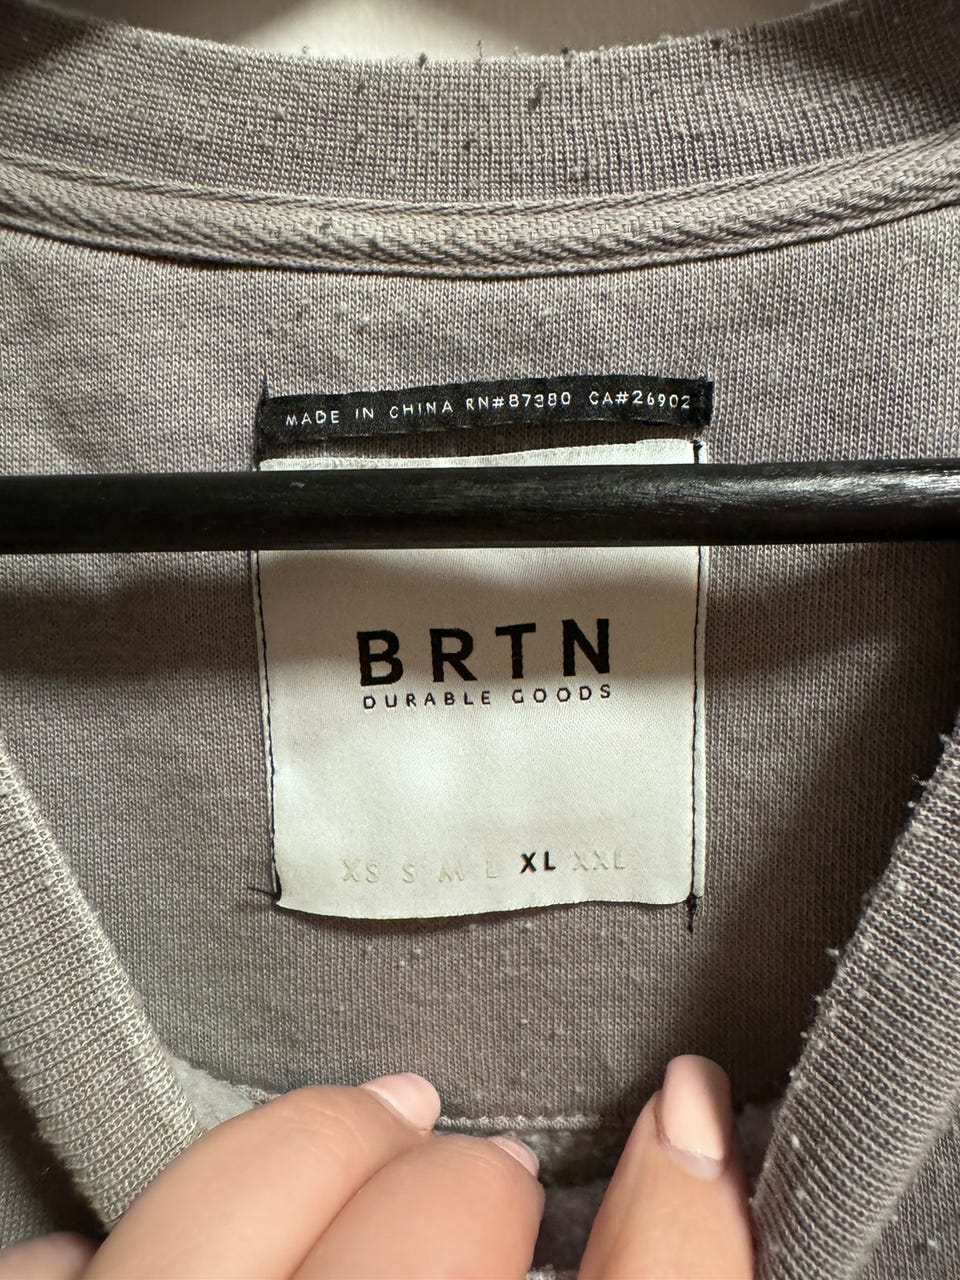 MADE IN CHINA RN#87380 CA#26902
BRTN
DURABLE GOODS
XS S M L XL XXL